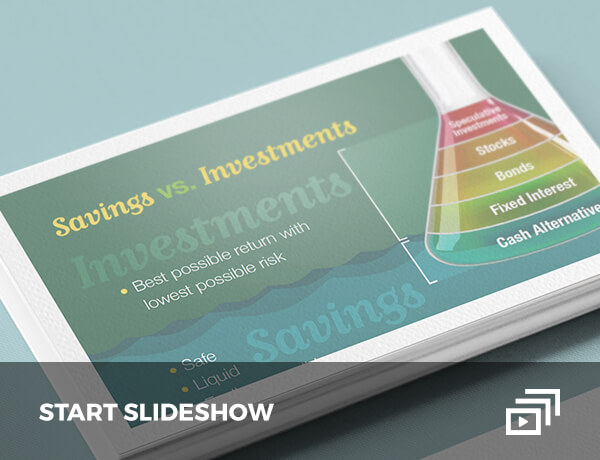 Savings vs. Investments
Investments
• Best possible return with
lowest possible risk
Savings
• Safe
• Liquid
Speculative
Investments
Stocks
Bonds
Fixed Interest
Cash Alternative
START SLIDESHOW